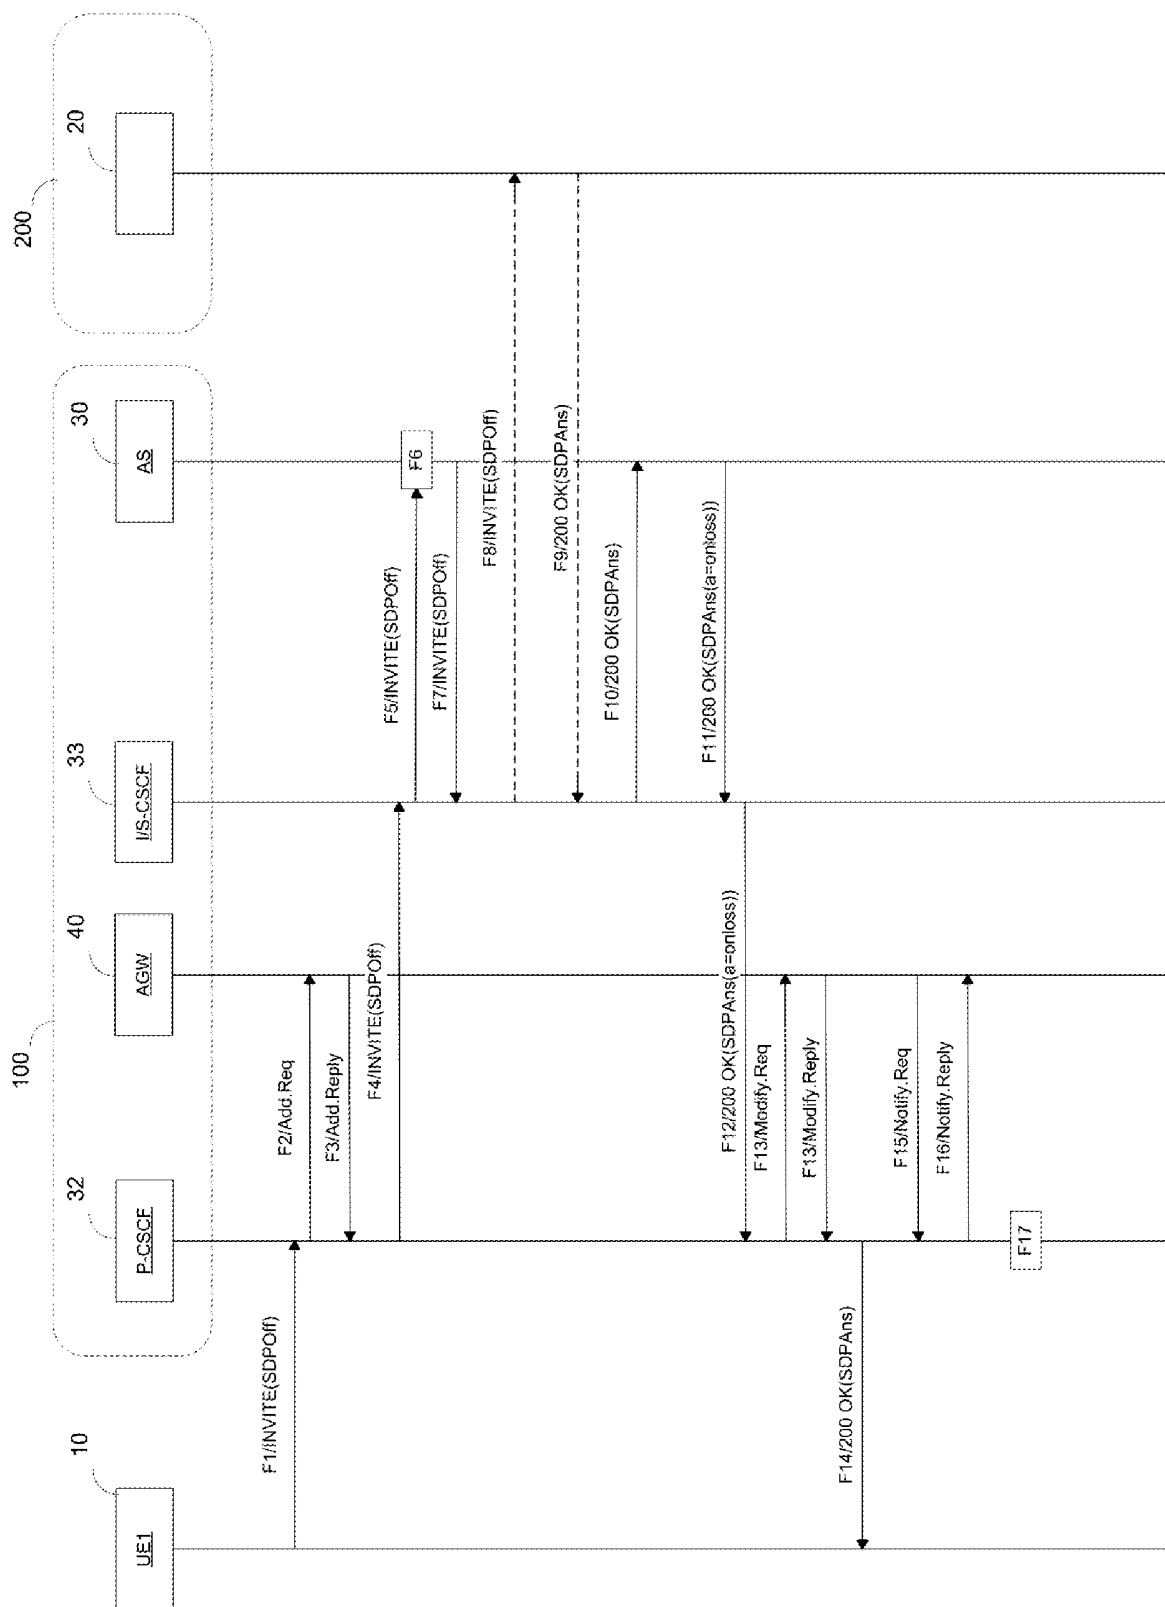 100
200
10
32
40
33
30
20
UE1
P-CSCF
AGW
I/S-CSCF
AS
F1/INVITE(SDPOff)
F2/Add.Req
F3/Add.Reply
F4/INVITE(SDPOff)
F5/INVITE(SDPOff)
F6
F7/INVITE(SDPOff)
F8/INVITE(SDPOff)
F9/200 OK(SDPAns)
F10/200 OK(SDPAns)
F11/200 OK(SDPAns(a=onloss))
F12/200 OK(SDPAns(a=onloss))
F13/Modify.Req
F13/Modify.Reply
F14/200 OK(SDPAns)
F15/Notify.Req
F16/Notify.Reply
F17